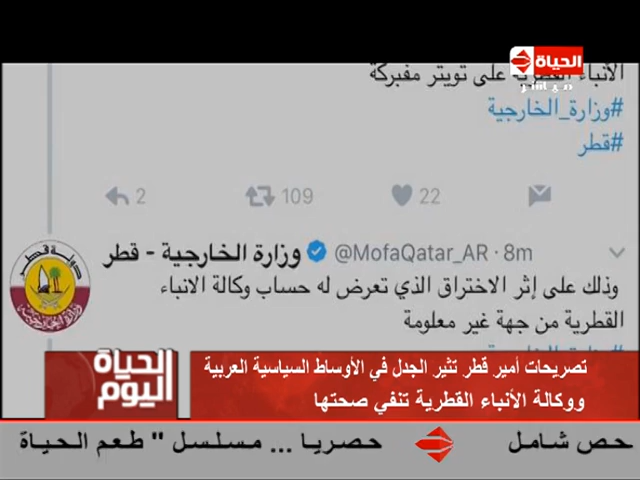 الحياة
مباشر
الأنباء القطرية على تويتر مفبركة
#وزارة_الخارجية
#قطر
2 109 22
وزارة الخارجية - قطر @MofaQatar_AR · 8m
وذلك على إثر الاختراق الذي تعرض له حساب وكالة الانباء
القطرية من جهة غير معلومة
الحياة اليوم
تصريحات أمير قطر تثير الجدل في الأوساط السياسية العربية
ووكالة الأنباء القطرية تنفي صحتها
حص شامل
حصريا ... مسلسل " طعم الحياة